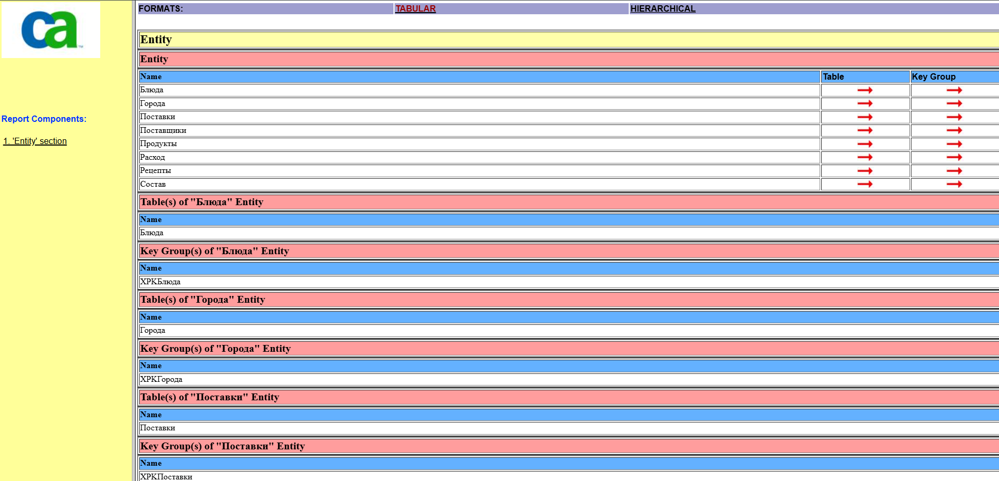 ca™
Report Components:
1. 'Entity' section
FORMATS: TABULAR HIERARCHICAL
Entity
Entity
Name Table Key Group
Блюда
Города
Поставки
Поставщики
Продукты
Расход
Рецепты
Состав
Table(s) of "Блюда" Entity
Name
Блюда
Key Group(s) of "Блюда" Entity
Name
XPKБлюда
Table(s) of "Города" Entity
Name
Города
Key Group(s) of "Города" Entity
Name
XPKГорода
Table(s) of "Поставки" Entity
Name
Поставки
Key Group(s) of "Поставки" Entity
Name
XPKПоставки